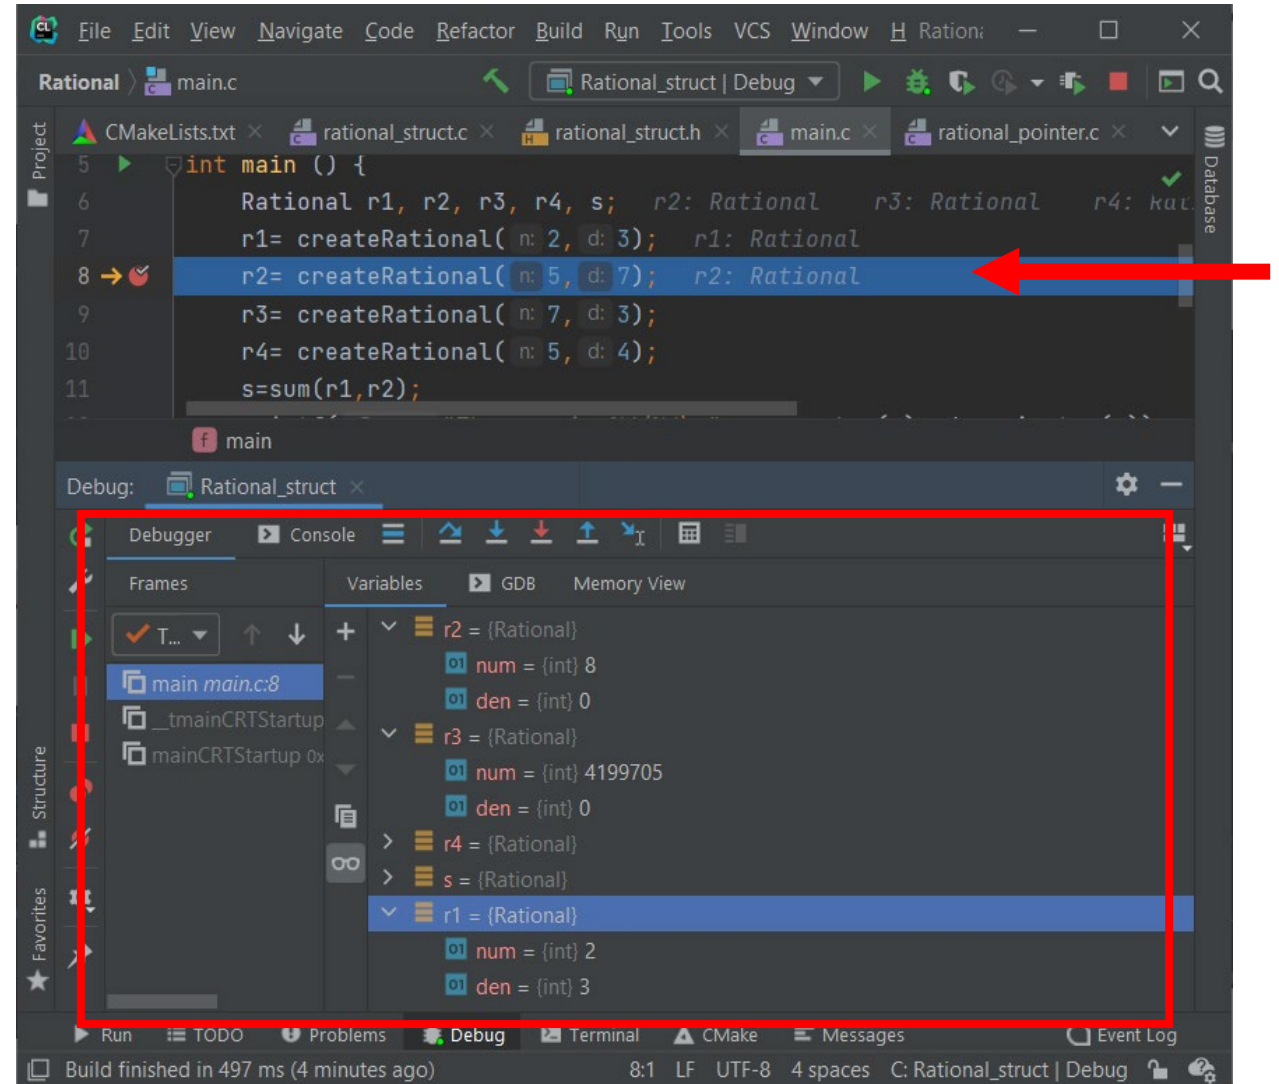 CL File Edit View Navigate Code Refactor Build Run Tools VCS Window H
Rational main.c Rational_struct | Debug
CMakeLists.txt rational_struct.c rational_struct.h main.c rational_pointer.c
Project
Database
5 int main () {
6 Rational r1, r2, r3, r4, s; r2: Rational r3: Rational r4:
7 r1= createRational( n: 2, d: 3); r1: Rational
8 r2= createRational( n: 5, d: 7); r2: Rational
9 r3= createRational( n: 7, d: 3);
10 r4= createRational( n: 5, d: 4);
11 s=sum(r1,r2);
f main
Debug: Rational_struct
Debugger Console
Frames Variables GDB Memory View
T...
main main.c:8
__tmainCRTStartup
mainCRTStartup 0x
r2 = {Rational}
num = {int} 8
den = {int} 0
r3 = {Rational}
num = {int} 4199705
den = {int} 0
r4 = {Rational}
s = {Rational}
r1 = {Rational}
num = {int} 2
den = {int} 3
Structure
Favorites
Run TODO Problems Debug Terminal CMake Messages Event Log
Build finished in 497 ms (4 minutes ago) 8:1 LF UTF-8 4 spaces C: Rational_struct | Debug